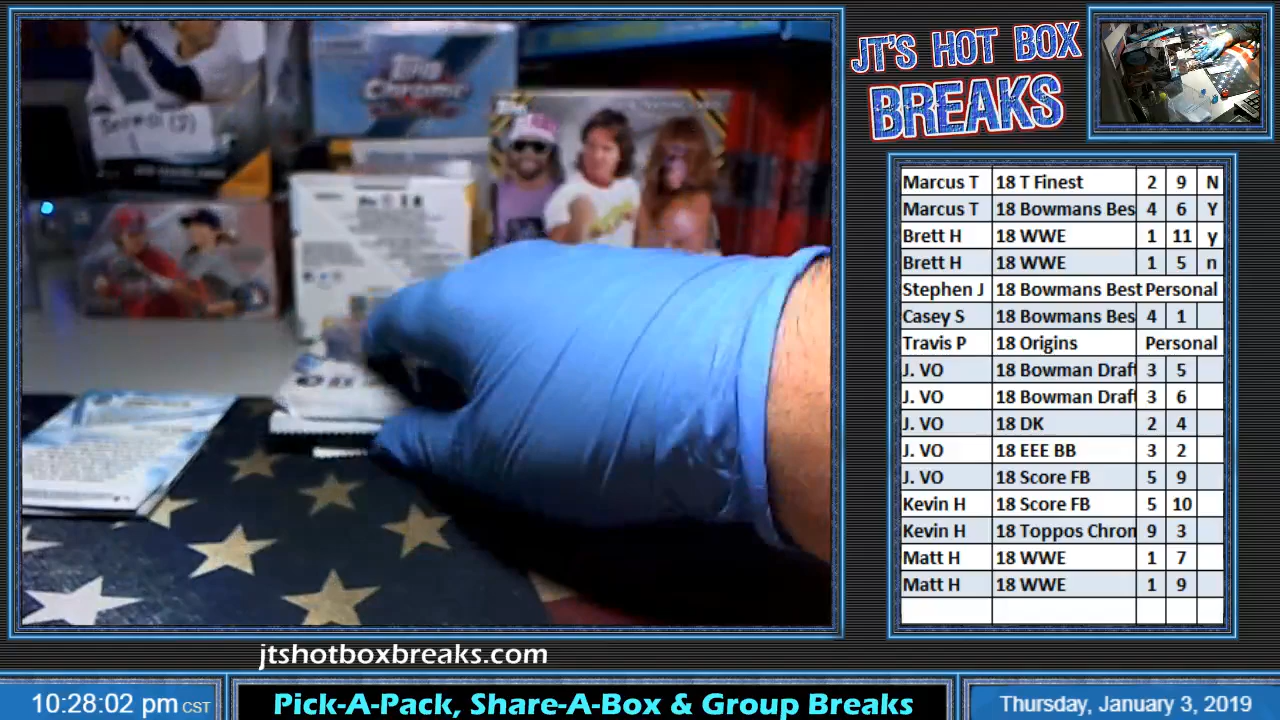 Topps
Chrome
JT'S HOT BOX
BREAKS
Marcus T 18 T Finest 2 9 N
Marcus T 18 Bowmans Bes 4 6 Y
Brett H 18 WWE 1 11 y
Brett H 18 WWE 1 5 n
Stephen J 18 Bowmans Best Personal
Casey S 18 Bowmans Bes 4 1
Travis P 18 Origins Personal
J. VO 18 Bowman Draft 3 5
J. VO 18 Bowman Draft 3 6
J. VO 18 DK 2 4
J. VO 18 EEE BB 3 2
J. VO 18 Score FB 5 9
Kevin H 18 Score FB 5 10
Kevin H 18 Toppos Chrom 9 3
Matt H 18 WWE 1 7
Matt H 18 WWE 1 9
jtshotboxbreaks.com
10:28:02 pm CST
Pick-A-Pack, Share-A-Box & Group Breaks
Thursday, January 3, 2019